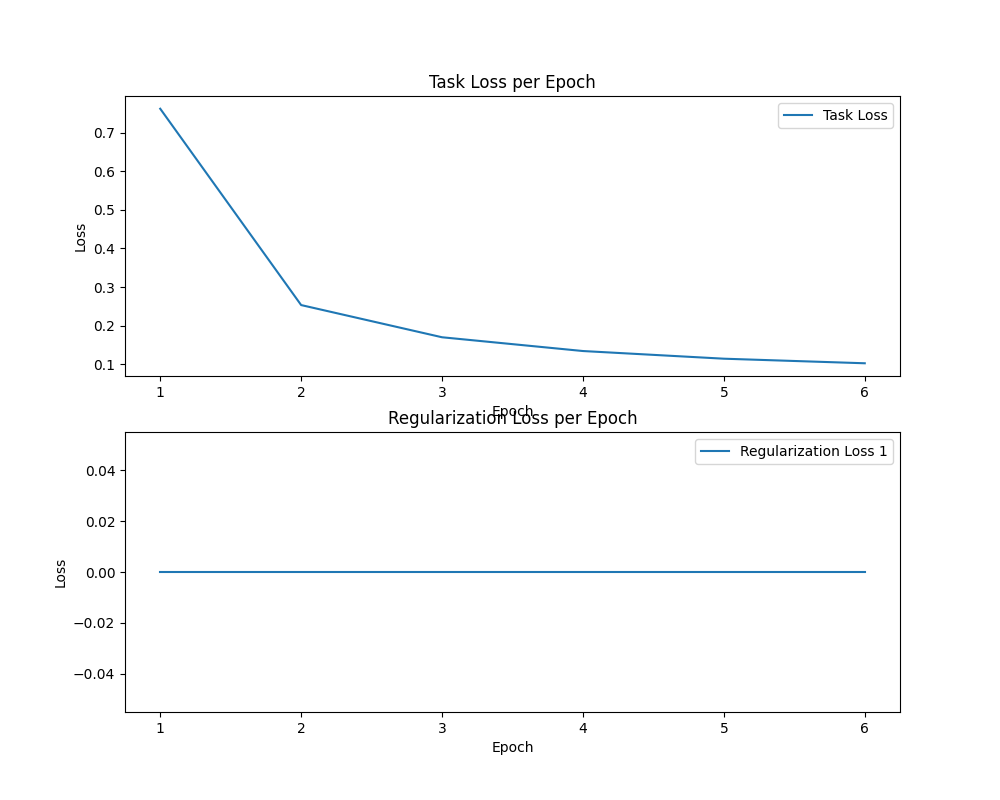 Task Loss per Epoch
Task Loss
0.7
0.6
0.5
0.4
0.3
0.2
0.1
Loss
1 2 3 4 5 6
Epoch
Regularization Loss per Epoch
Regularization Loss 1
0.04
0.02
0.00
−0.02
−0.04
Loss
1 2 3 4 5 6
Epoch